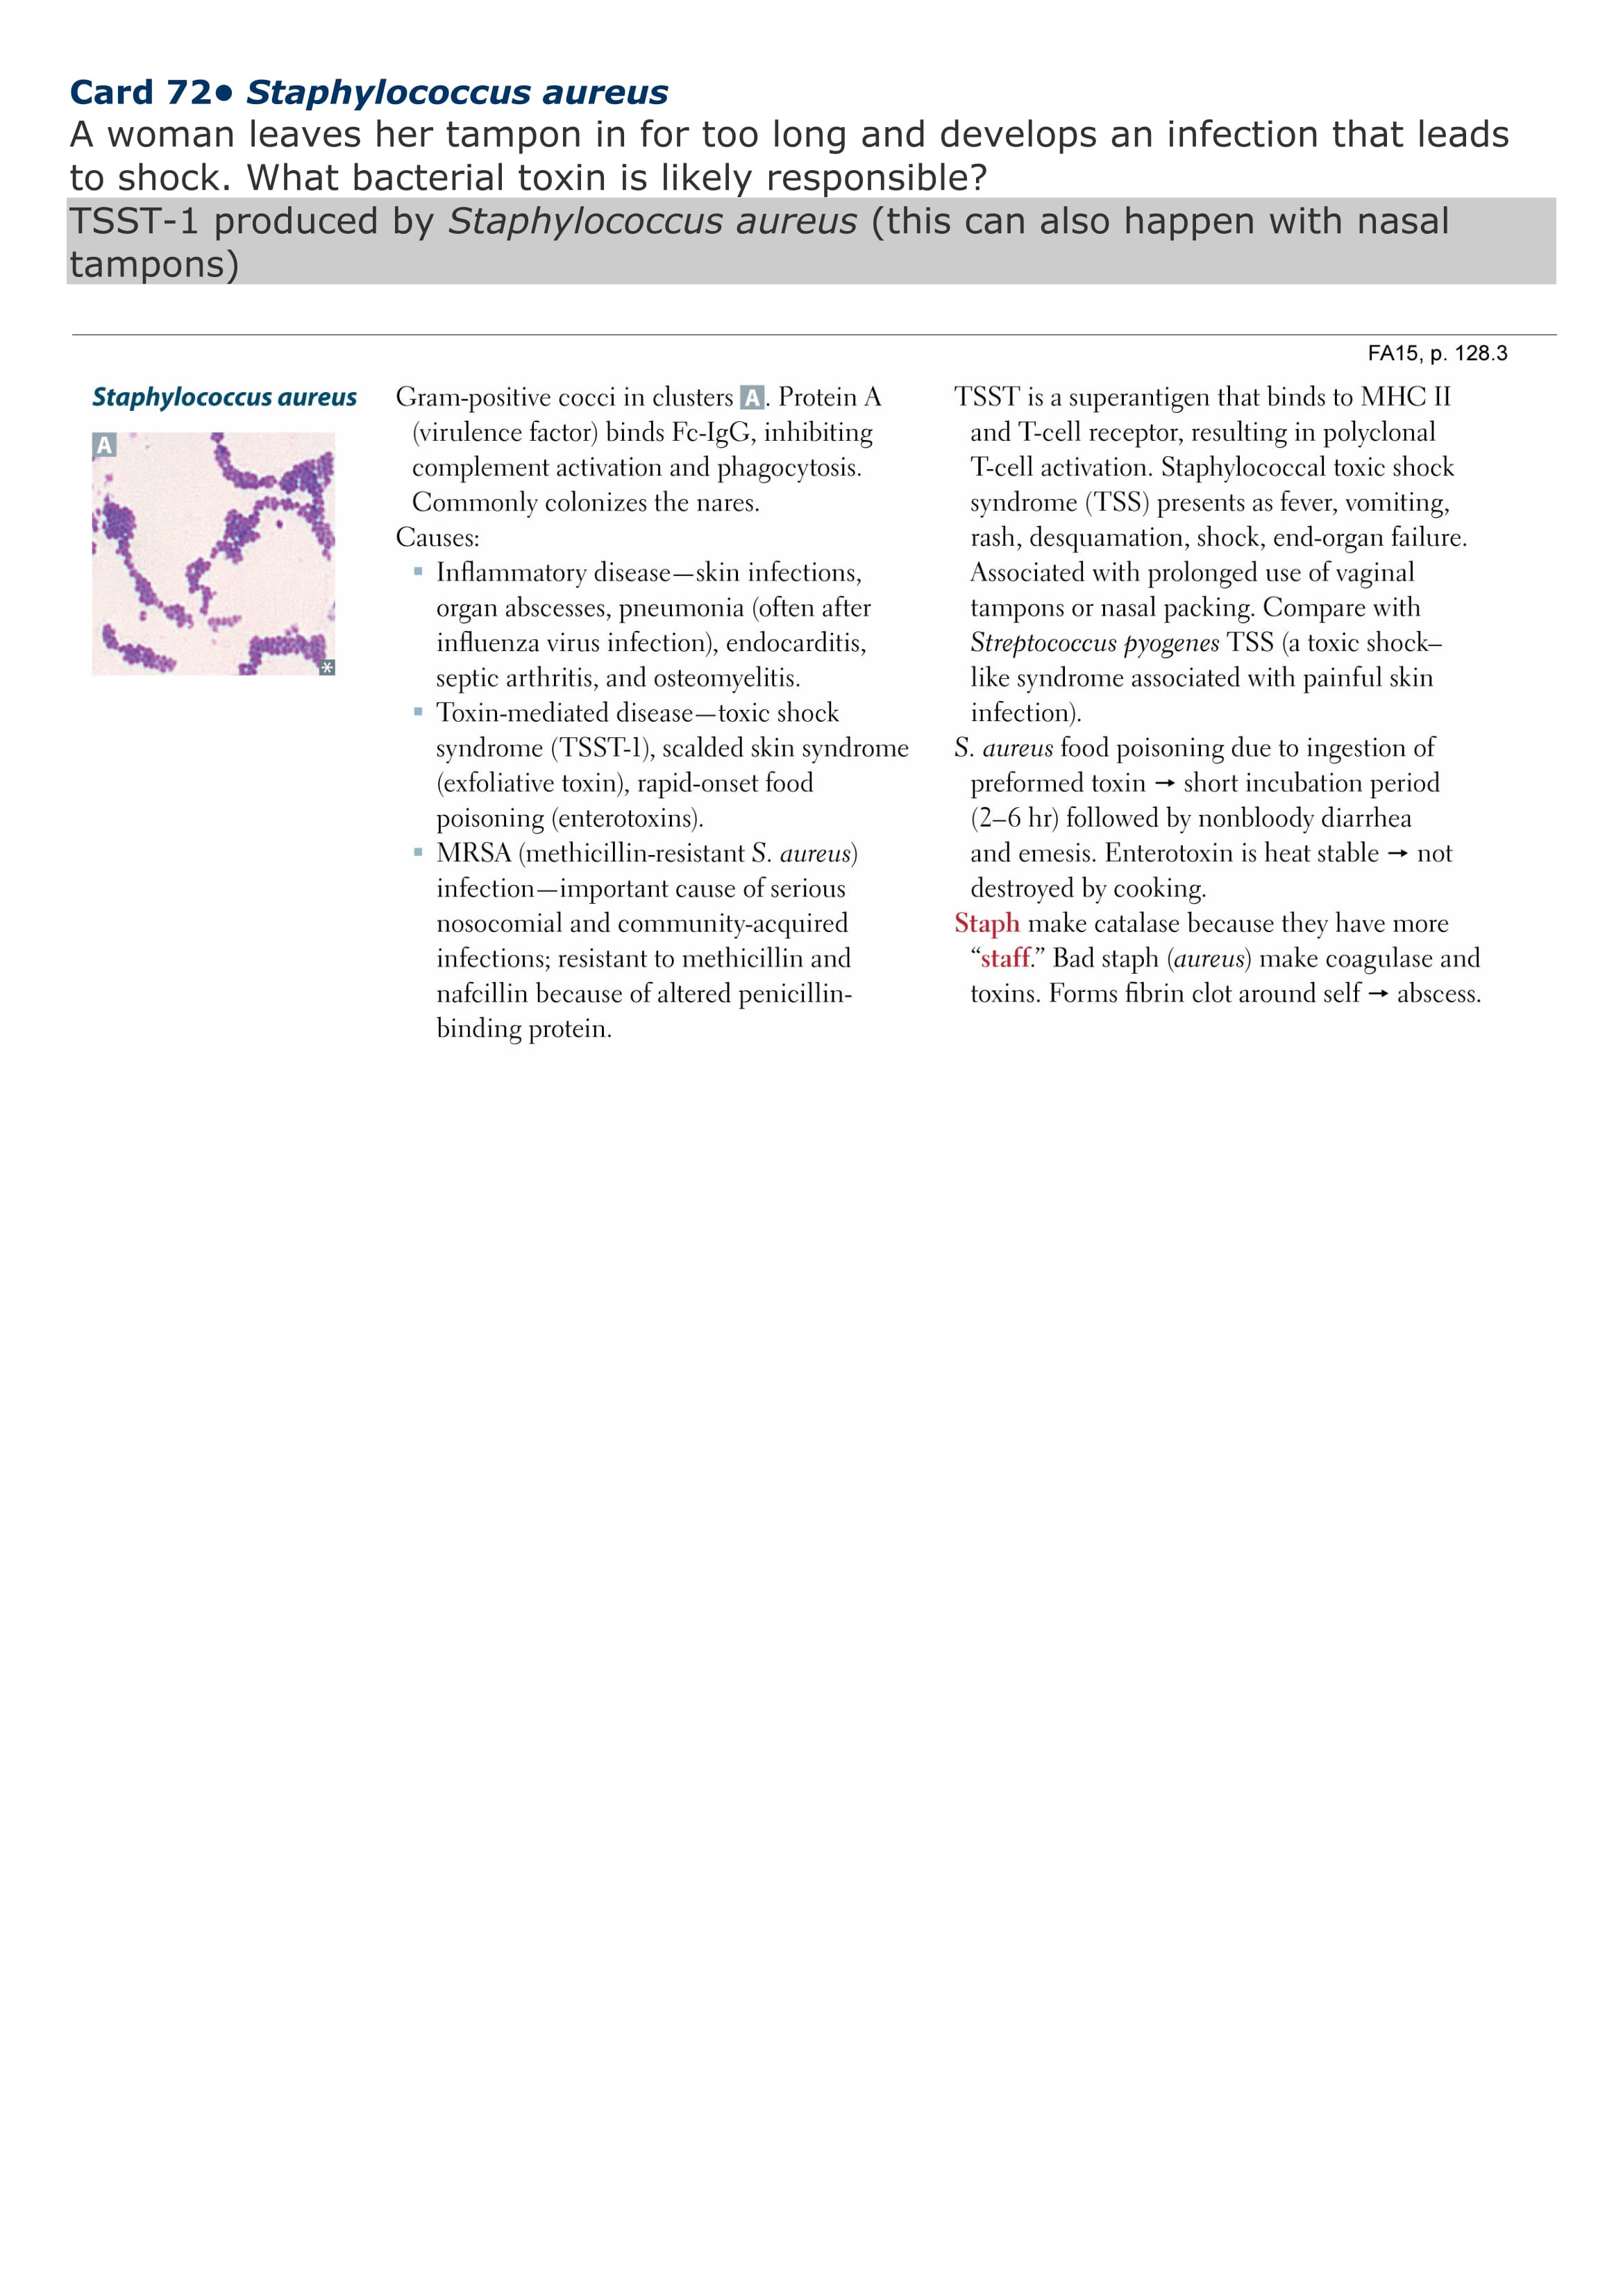 Card 72• Staphylococcus aureus
A woman leaves her tampon in for too long and develops an infection that leads
to shock. What bacterial toxin is likely responsible?
TSST-1 produced by Staphylococcus aureus (this can also happen with nasal
tampons)
FA15, p. 128.3
Staphylococcus aureus
A
*
Gram-positive cocci in clusters A. Protein A
(virulence factor) binds Fc-IgG, inhibiting
complement activation and phagocytosis.
Commonly colonizes the nares.
Causes:
▪ Inflammatory disease—skin infections,
organ abscesses, pneumonia (often after
influenza virus infection), endocarditis,
septic arthritis, and osteomyelitis.
▪ Toxin-mediated disease—toxic shock
syndrome (TSST-1), scalded skin syndrome
(exfoliative toxin), rapid-onset food
poisoning (enterotoxins).
▪ MRSA (methicillin-resistant S. aureus)
infection—important cause of serious
nosocomial and community-acquired
infections; resistant to methicillin and
nafcillin because of altered penicillin-
binding protein.
TSST is a superantigen that binds to MHC II
and T-cell receptor, resulting in polyclonal
T-cell activation. Staphylococcal toxic shock
syndrome (TSS) presents as fever, vomiting,
rash, desquamation, shock, end-organ failure.
Associated with prolonged use of vaginal
tampons or nasal packing. Compare with
Streptococcus pyogenes TSS (a toxic shock–
like syndrome associated with painful skin
infection).
S. aureus food poisoning due to ingestion of
preformed toxin → short incubation period
(2–6 hr) followed by nonbloody diarrhea
and emesis. Enterotoxin is heat stable → not
destroyed by cooking.
Staph make catalase because they have more
“staff.” Bad staph (aureus) make coagulase and
toxins. Forms fibrin clot around self → abscess.